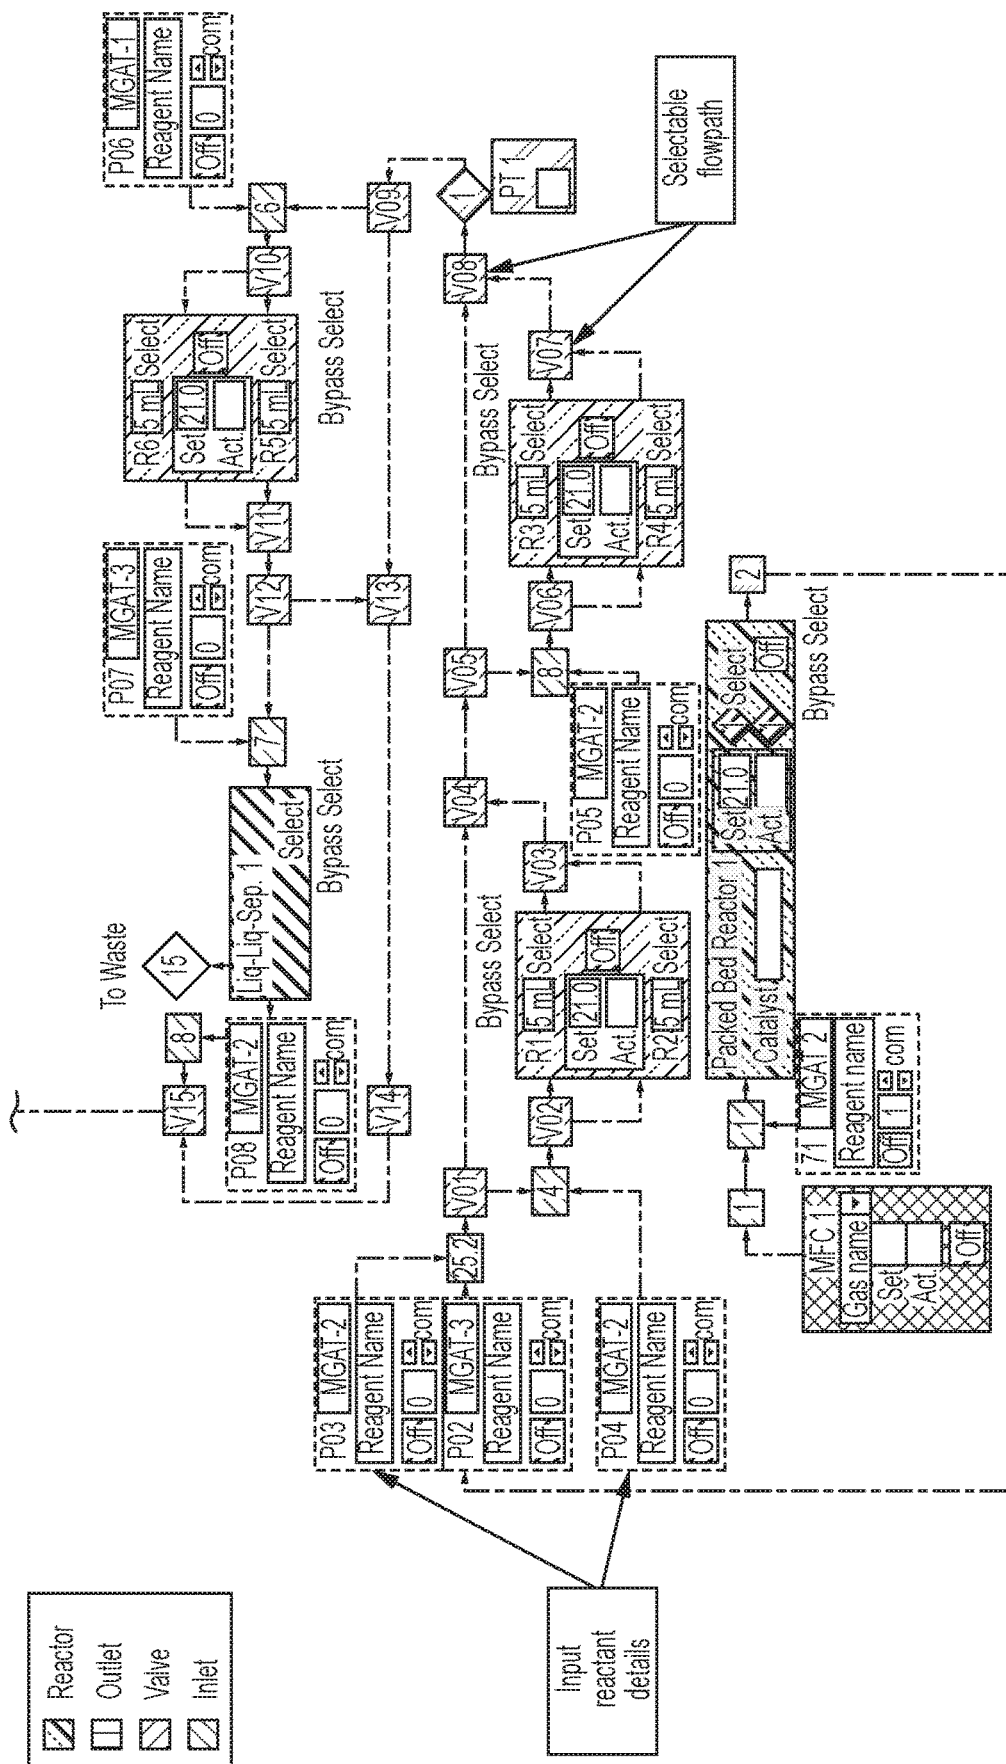 Reactor
Outlet
Valve
Inlet
Input
reactant
details
P03 MGAT-2
Reagent Name
Off 0 com
P02 MGAT-3
Reagent Name
Off 0 com
P04 MGAT-2
Reagent Name
Off 0 com
25.2
V01
4
V02
Bypass Select
R1 5 mL Select
Set 21.0 Off
Act.
R2 5 mL Select
V03
V04
V05
P05 MGAT-2
Reagent Name
Off 0 com
8
V06
Bypass Select
R3 5 mL Select
Set 21.0 Off
Act.
R4 5 mL Select
V07
V08
Selectable
flowpath
1
PT 1
V09
P06 MGAT-1
Reagent Name
Off 0 com
6
V10
R6 5 mL Select
Set 21.0 Off
Act.
R5 5 mL Select
Bypass Select
V11
V12
V13
P07 MGAT-3
Reagent Name
Off 0 com
7
Liq-Liq-Sep. 1
Select
Bypass Select
To Waste
15
8
V15
P08 MGAT-2
Reagent Name
Off 0 com
V14
MFC 1
Gas name
Set
Act.
Off
1
1
71 MGAT 2
Reagent name
Off 1 com
Packed Bed Reactor 1
Catalyst
Set 21.0
Act.
Select
Off
Bypass Select
2